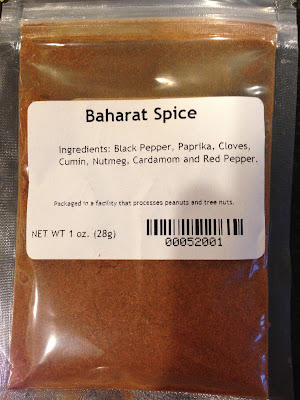 Baharat Spice
Ingredients: Black Pepper, Paprika, Cloves,
Cumin, Nutmeg, Cardamom and Red Pepper.
Packaged in a facility that processes peanuts and tree nuts.
NET WT 1 oz. (28g)
00052001